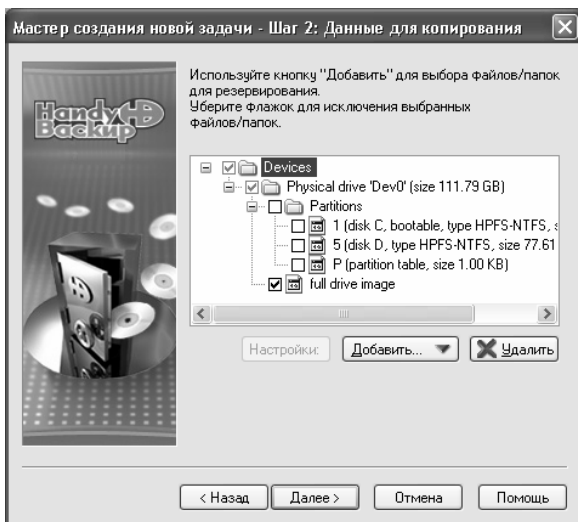 Мастер создания новой задачи - Шаг 2: Данные для копирования
Используйте кнопку "Добавить" для выбора файлов/папок
для резервирования.
Уберите флажок для исключения выбранных
файлов/папок.
Handy
Backup
Devices
Physical drive 'Dev0' (size 111.79 GB)
Partitions
1 (disk C, bootable, type HPFS-NTFS, s
5 (disk D, type HPFS-NTFS, size 77.61
P (partition table, size 1.00 KB)
full drive image
Настройки:
Добавить...
Удалить
< Назад
Далее >
Отмена
Помощь